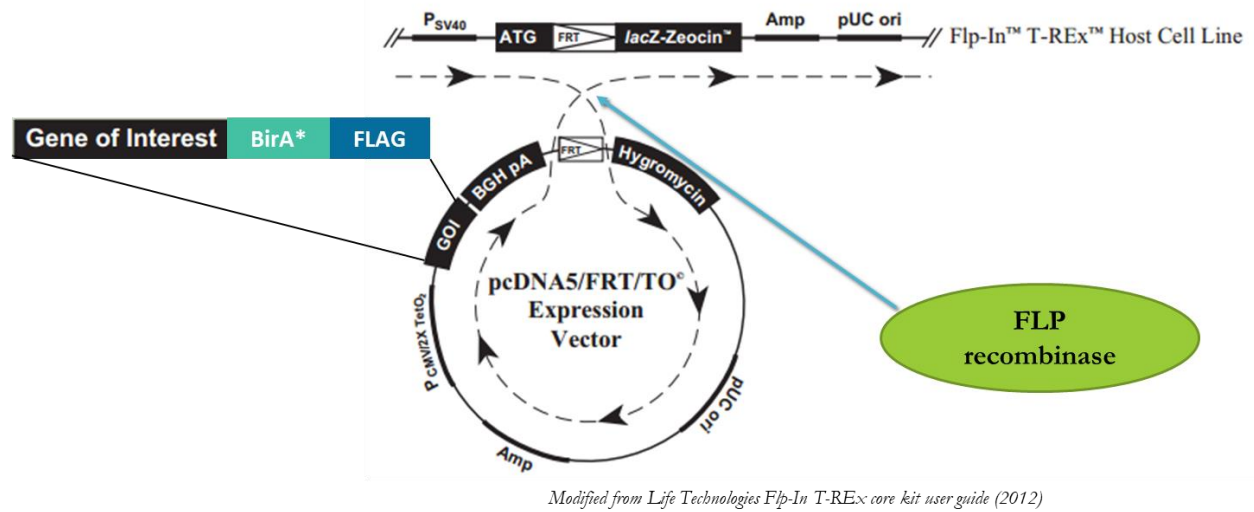 PSV40
ATG
FRT
lacZ-Zeocin™
Amp
pUC ori
Flp-In™ T-REx™ Host Cell Line
Gene of Interest
BirA*
FLAG
GOI
BGH pA
FRT
Hygromycin
pcDNA5/FRT/TO©
Expression
Vector
PCMV/2X TetO2
Amp
pUC ori
FLP
recombinase
Modified from Life Technologies Flp-In T-REx core kit user guide (2012)